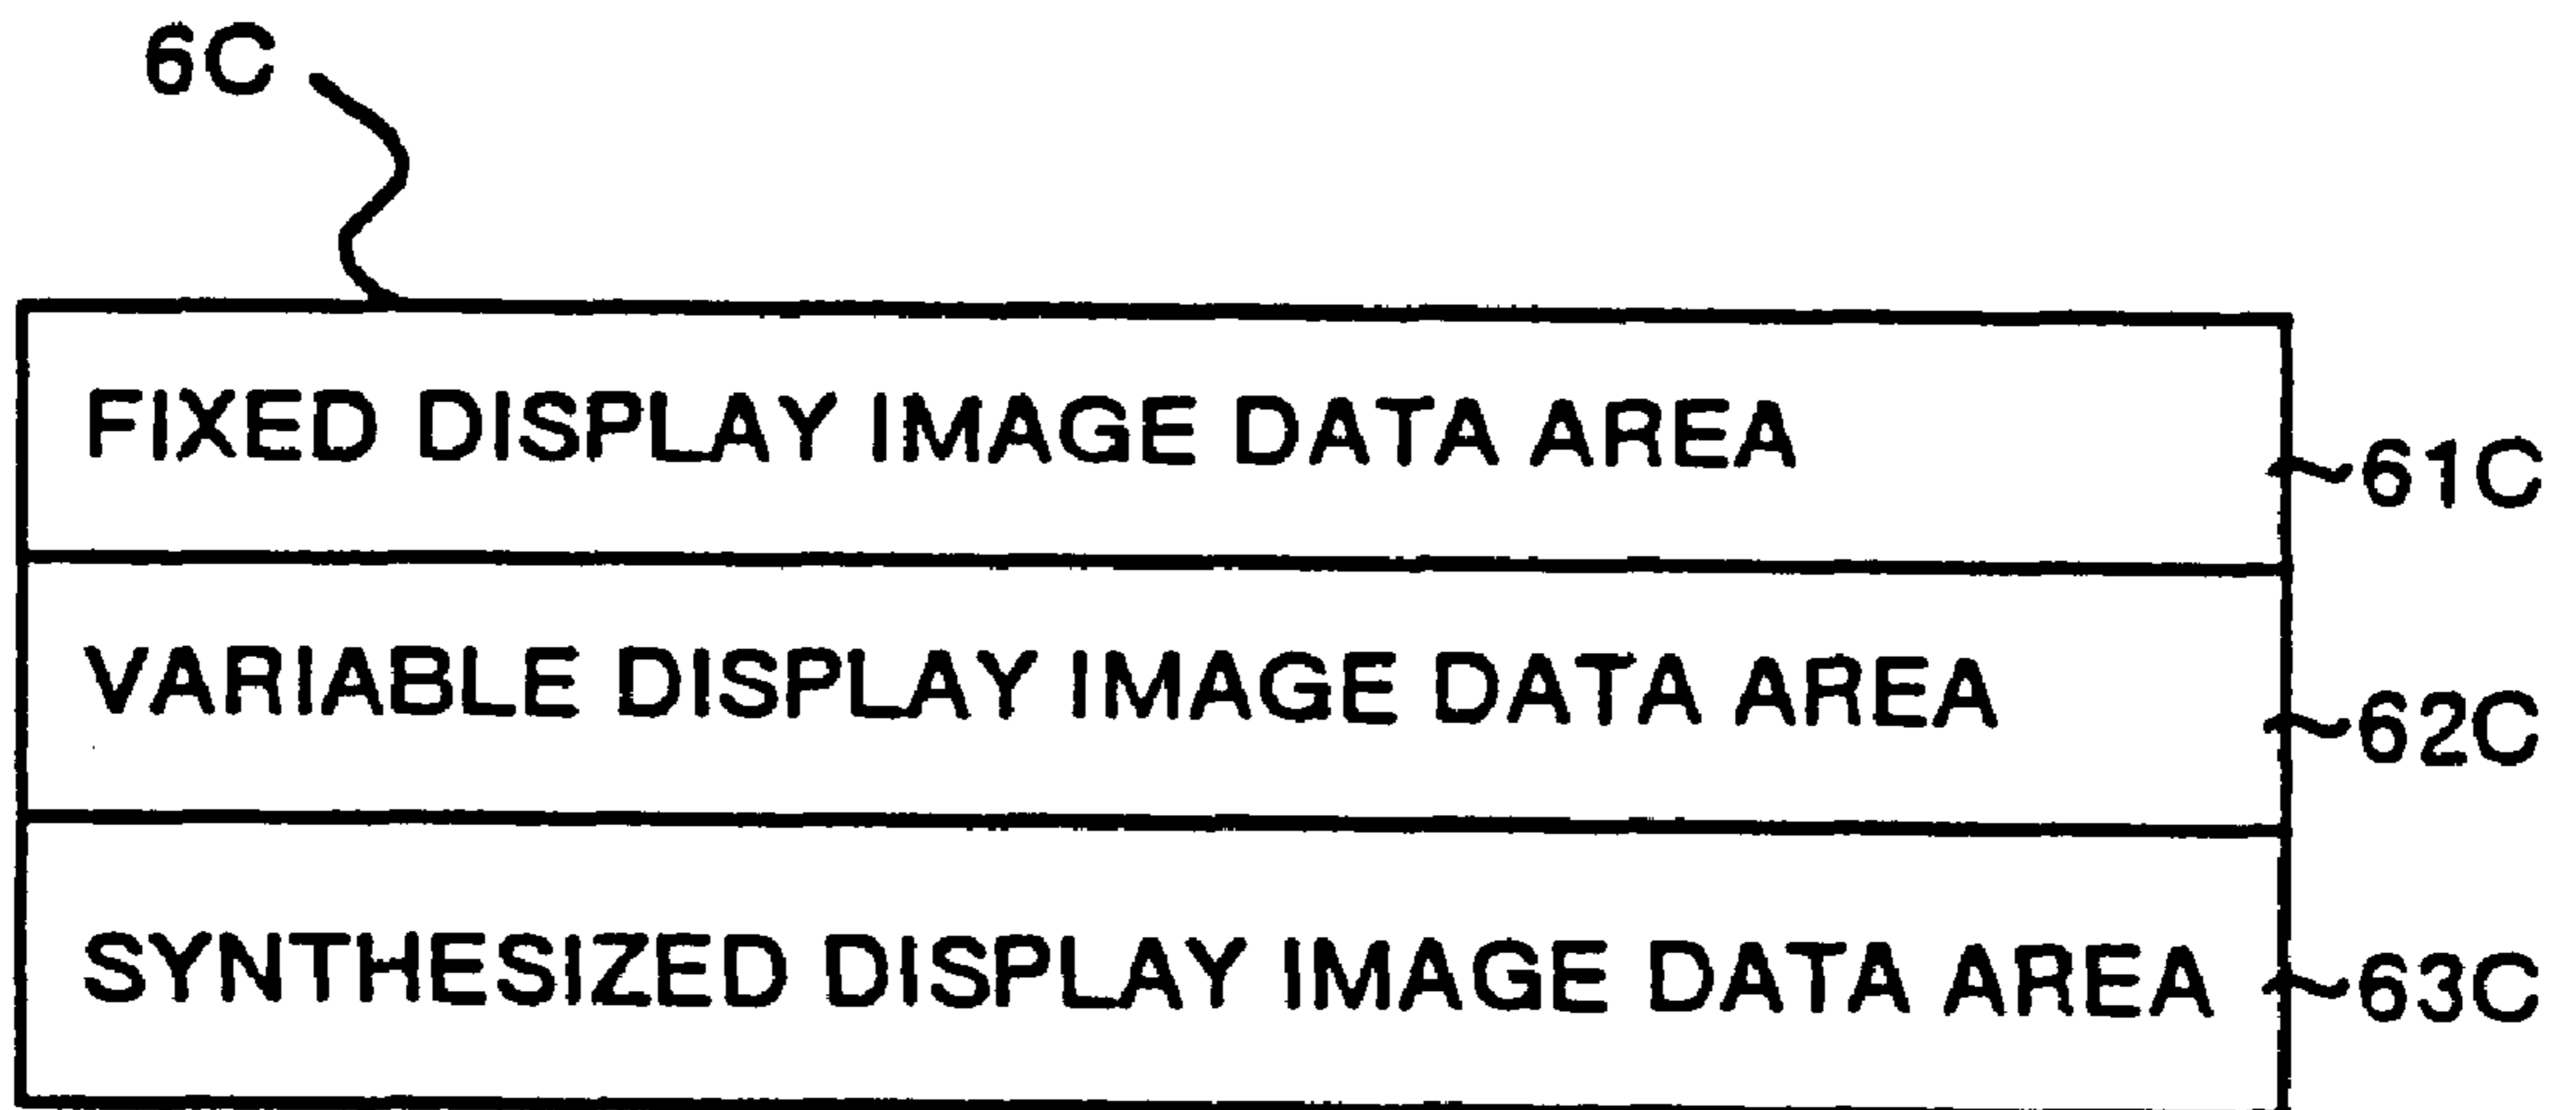 6C
FIXED DISPLAY IMAGE DATA AREA
61C
VARIABLE DISPLAY IMAGE DATA AREA
62C
SYNTHESIZED DISPLAY IMAGE DATA AREA
63C